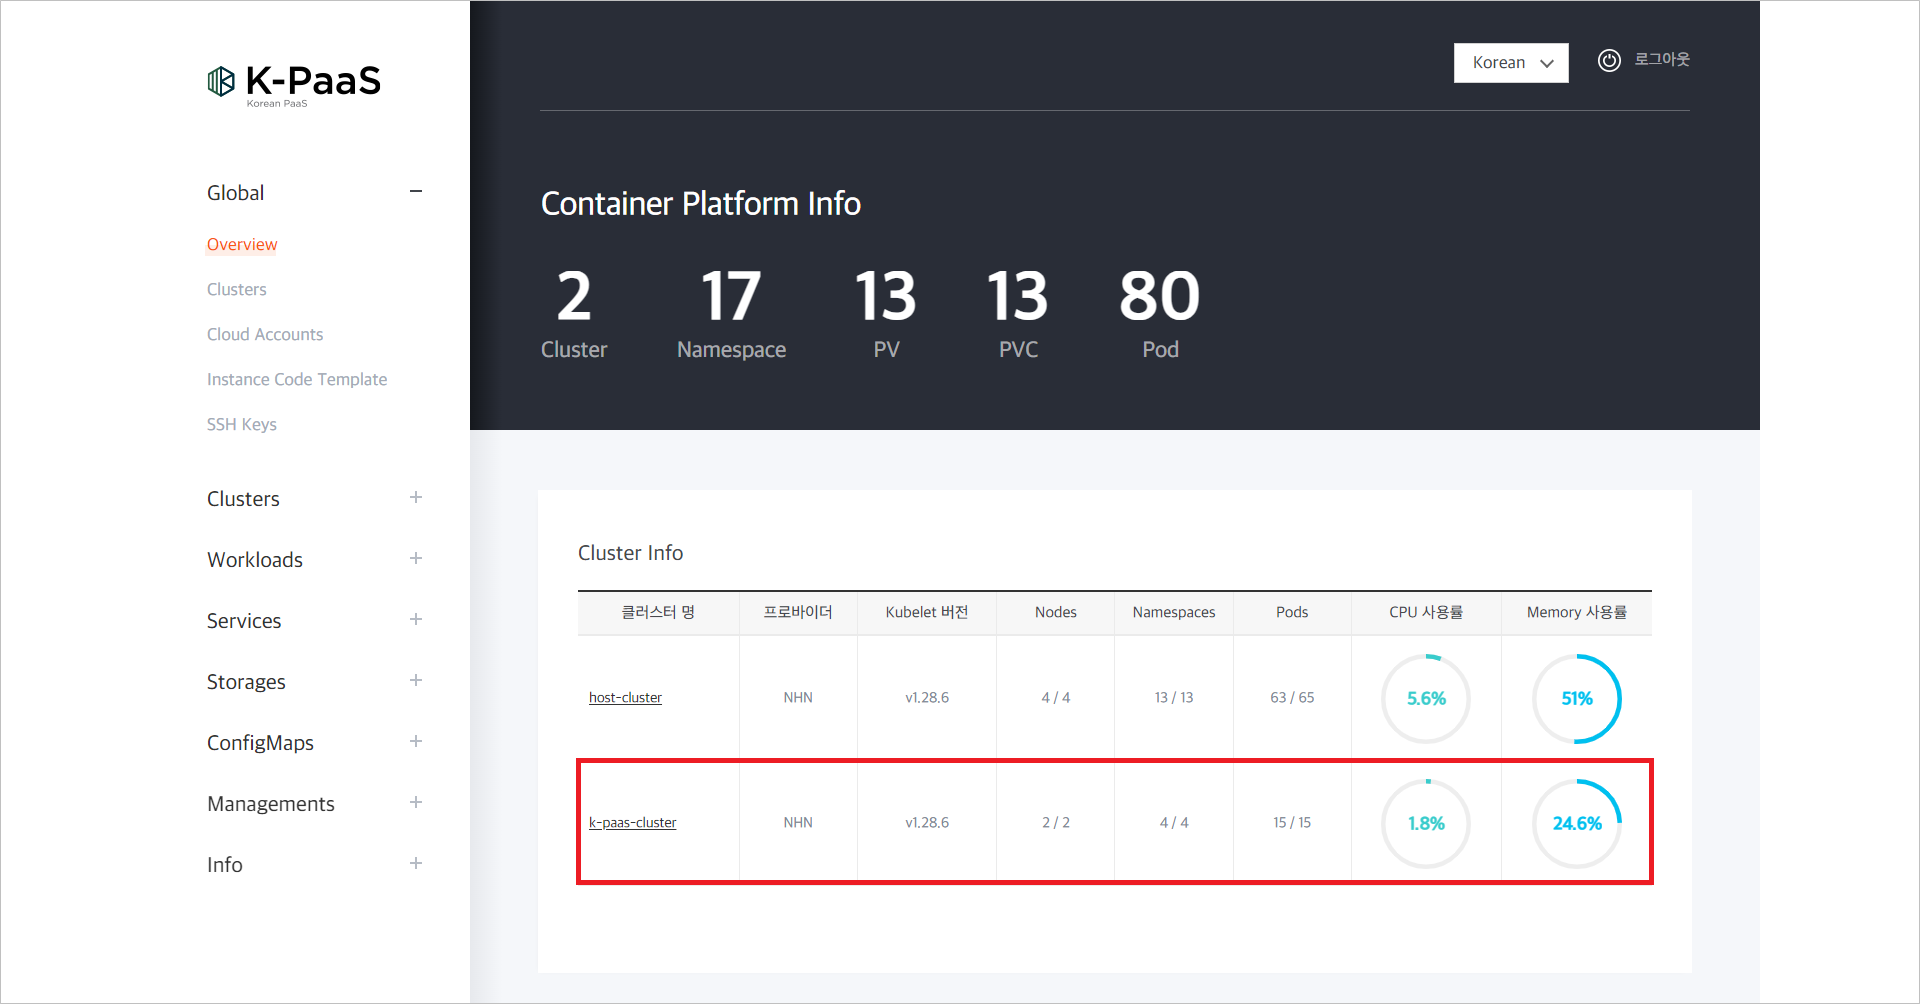 K-PaaS
Korean PaaS
Global
Overview
Clusters
Cloud Accounts
Instance Code Template
SSH Keys
Clusters
Workloads
Services
Storages
ConfigMaps
Managements
Info
Korean
로그아웃
Container Platform Info
2 17 13 13 80
Cluster Namespace PV PVC Pod
Cluster Info
클러스터 명 프로바이더 Kubelet 버전 Nodes Namespaces Pods CPU 사용률 Memory 사용률
host-cluster NHN v1.28.6 4 / 4 13 / 13 63 / 65 5.6% 51%
k-paas-cluster NHN v1.28.6 2 / 2 4 / 4 15 / 15 1.8% 24.6%